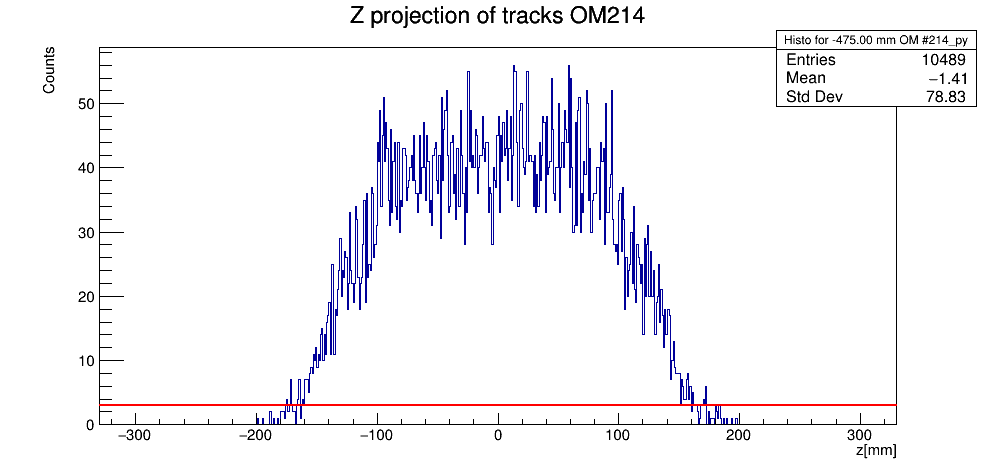 Z projection of tracks OM214
Histo for -475.00 mm OM #214_py
Entries 10489
Mean −1.41
Std Dev 78.83
Counts
50
40
30
20
10
0
−300 −200 −100 0 100 200 300
z[mm]